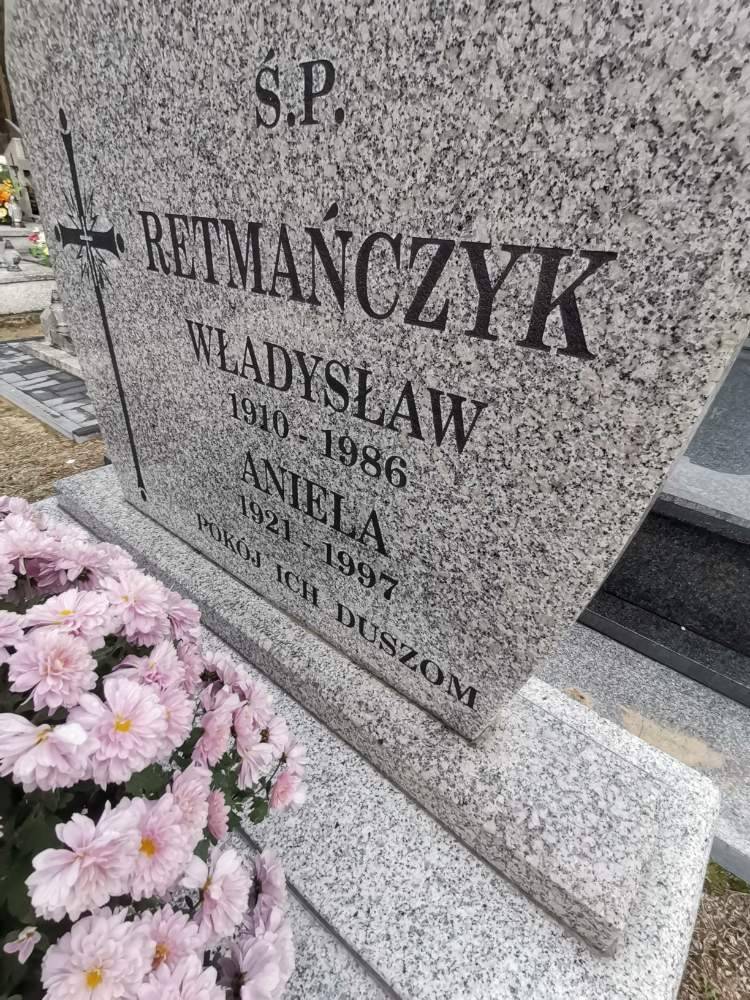 Ś.P.
RETMAŃCZYK
WŁADYSŁAW
1910 - 1986
ANIELA
1921 - 1997
POKÓJ ICH DUSZOM